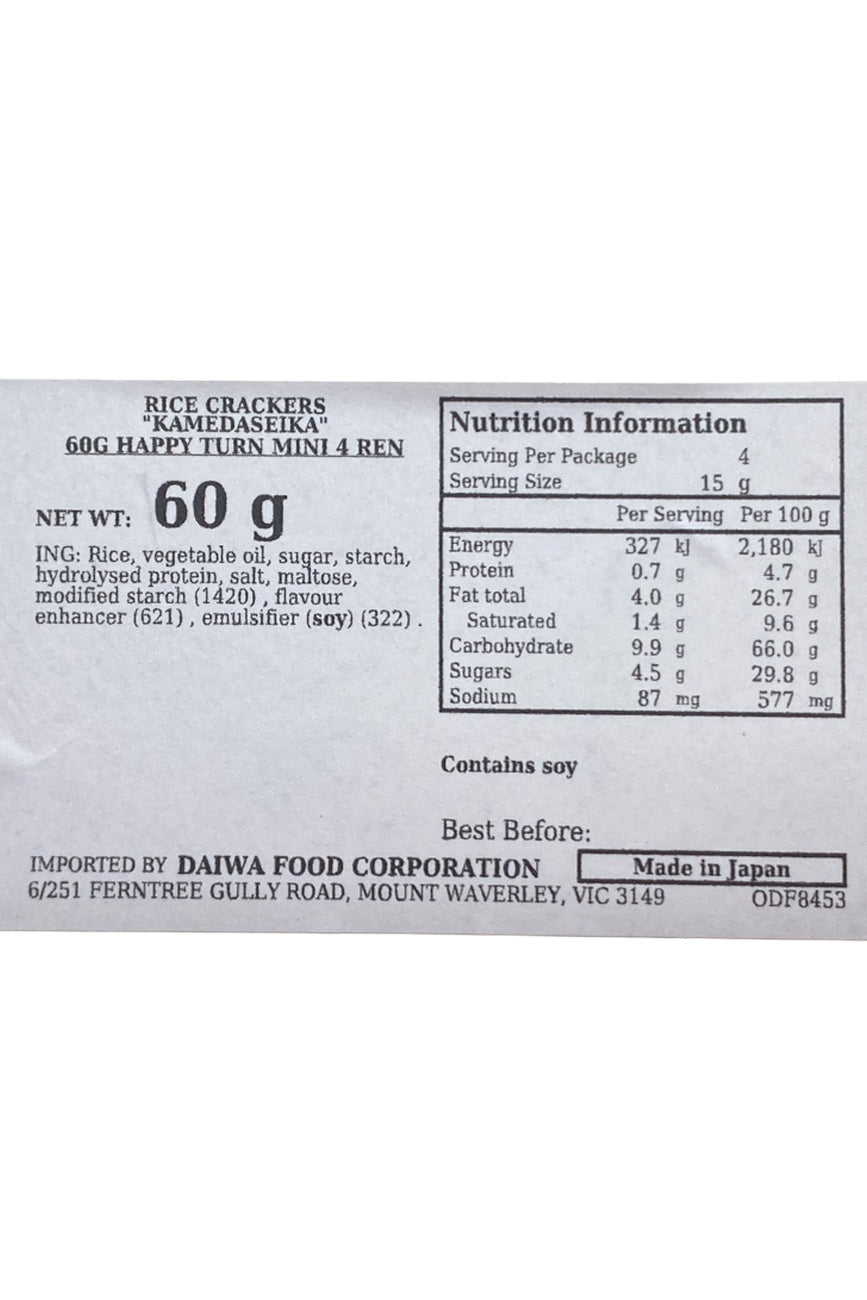 RICE CRACKERS
"KAMEDASEIKA"
60G HAPPY TURN MINI 4 REN
NET WT: 60 g
ING: Rice, vegetable oil, sugar, starch,
hydrolysed protein, salt, maltose,
modified starch (1420) , flavour
enhancer (621) , emulsifier (soy) (322) .
Nutrition Information
Serving Per Package 4
Serving Size 15 g
Per Serving Per 100 g
Energy 327 kJ 2,180 kJ
Protein 0.7 g 4.7 g
Fat total 4.0 g 26.7 g
Saturated 1.4 g 9.6 g
Carbohydrate 9.9 g 66.0 g
Sugars 4.5 g 29.8 g
Sodium 87 mg 577 mg
Contains soy
Best Before:
IMPORTED BY DAIWA FOOD CORPORATION
Made in Japan
6/251 FERNTREE GULLY ROAD, MOUNT WAVERLEY, VIC 3149
ODF8453